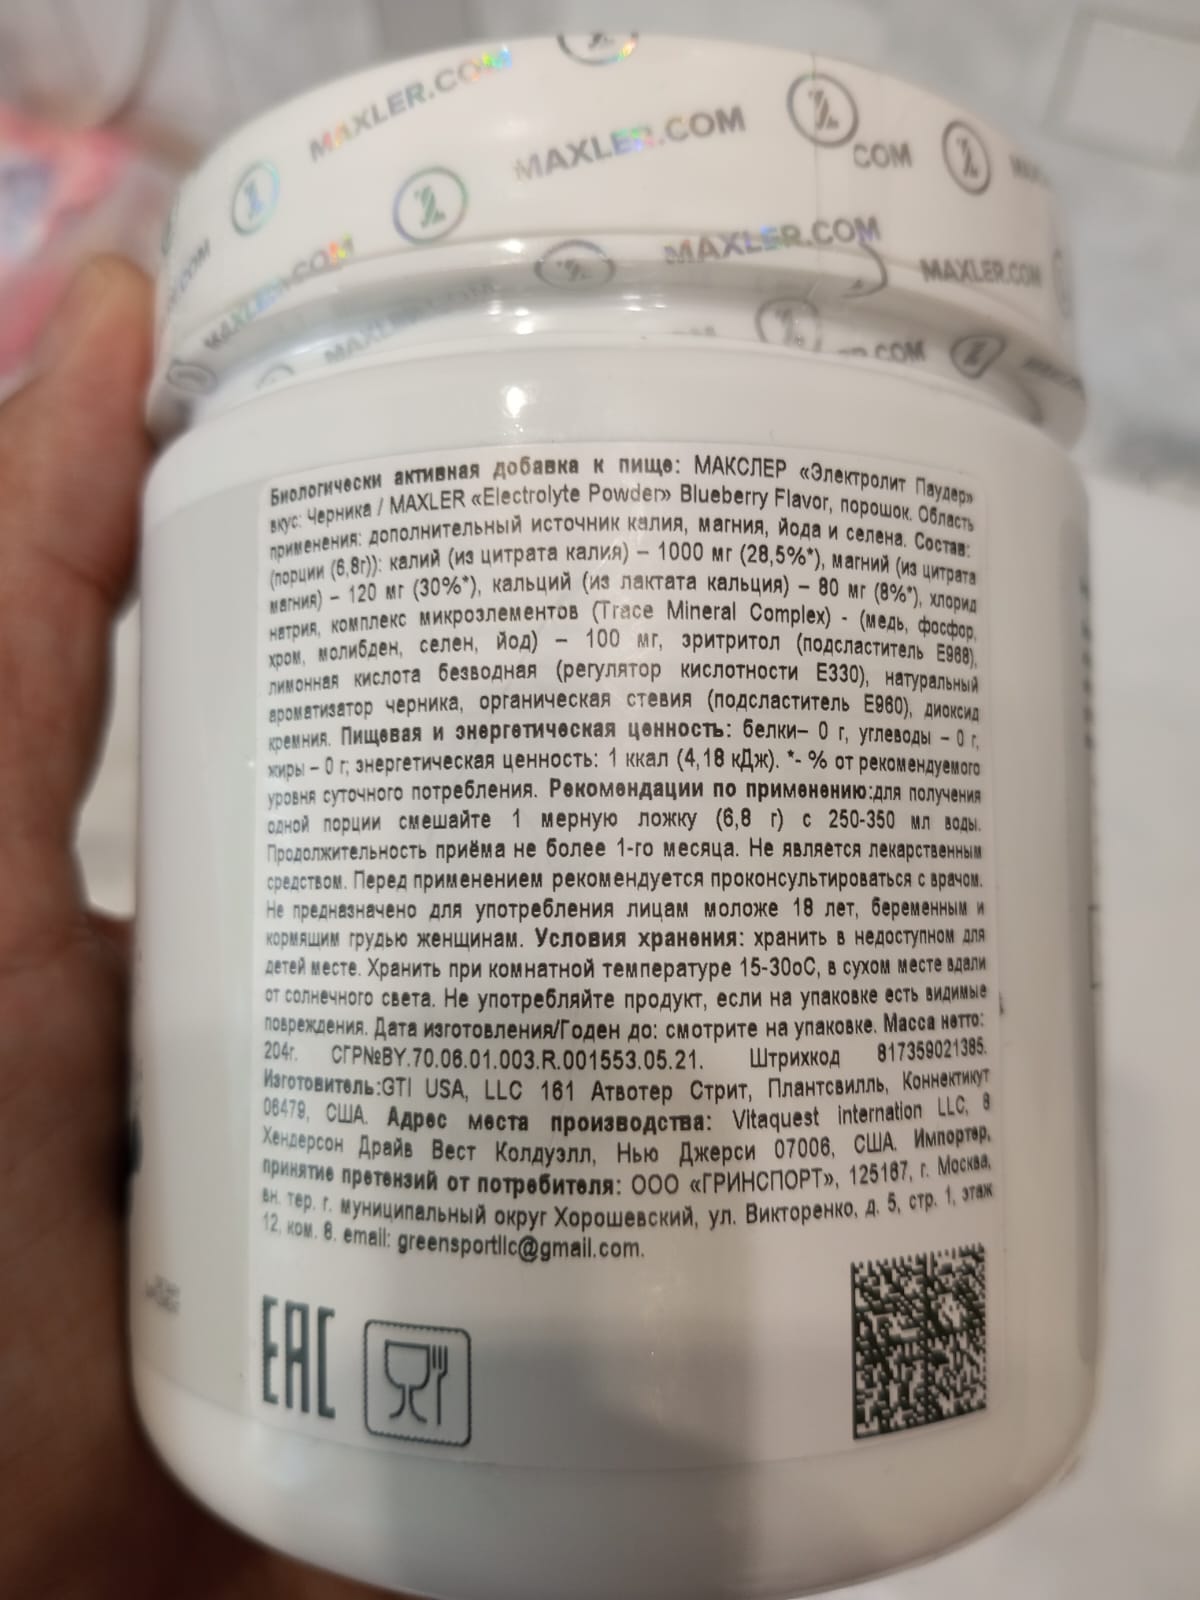 MAXLER.COM
MAXLER.COM
COM
MAXLER.COM
MAXLER.COM
MAXLER.COM
MAXLER.COM
COM
Биологически активная добавка к пище: МАКСЛЕР «Электролит Паудер»
вкус: Черника / MAXLER «Electrolyte Powder» Blueberry Flavor, порошок. Область
применения: дополнительный источник калия, магния, йода и селена. Состав:
(порции (6,8г)): калий (из цитрата калия) – 1000 мг (28,5%*), магний (из цитрата
магния) – 120 мг (30%*), кальций (из лактата кальция) – 80 мг (8%*), хлорид
натрия, комплекс микроэлементов (Trace Mineral Complex) - (медь, фосфор,
хром, молибден, селен, йод) – 100 мг, эритритол (подсластитель Е968),
лимонная кислота безводная (регулятор кислотности Е330), натуральный
ароматизатор черника, органическая стевия (подсластитель Е960), диоксид
кремния. Пищевая и энергетическая ценность: белки– 0 г, углеводы – 0 г,
жиры – 0 г; энергетическая ценность: 1 ккал (4,18 кДж). *- % от рекомендуемого
уровня суточного потребления. Рекомендации по применению:для получения
одной порции смешайте 1 мерную ложку (6,8 г) с 250-350 мл воды.
Продолжительность приёма не более 1-го месяца. Не является лекарственным
средством. Перед применением рекомендуется проконсультироваться с врачом.
Не предназначено для употребления лицам моложе 18 лет, беременным и
кормящим грудью женщинам. Условия хранения: хранить в недоступном для
детей месте. Хранить при комнатной температуре 15-30оС, в сухом месте вдали
от солнечного света. Не употребляйте продукт, если на упаковке есть видимые
повреждения. Дата изготовления/Годен до: смотрите на упаковке. Масса нетто:
204г. СГР№BY.70.06.01.003.R.001553.05.21. Штрихкод 817359021385.
Изготовитель:GTI USA, LLC 161 Атвотер Стрит, Плантсвилль, Коннектикут
06479, США. Адрес места производства: Vitaquest internation LLC, 8
Хендерсон Драйв Вест Колдуэлл, Нью Джерси 07006, США. Импортер,
принятие претензий от потребителя: ООО «ГРИНСПОРТ», 125167, г. Москва,
вн. тер. г. муниципальный округ Хорошевский, ул. Викторенко, д. 5, стр. 1, этаж
12, ком. 8. email: greensportllc@gmail.com.
EAC